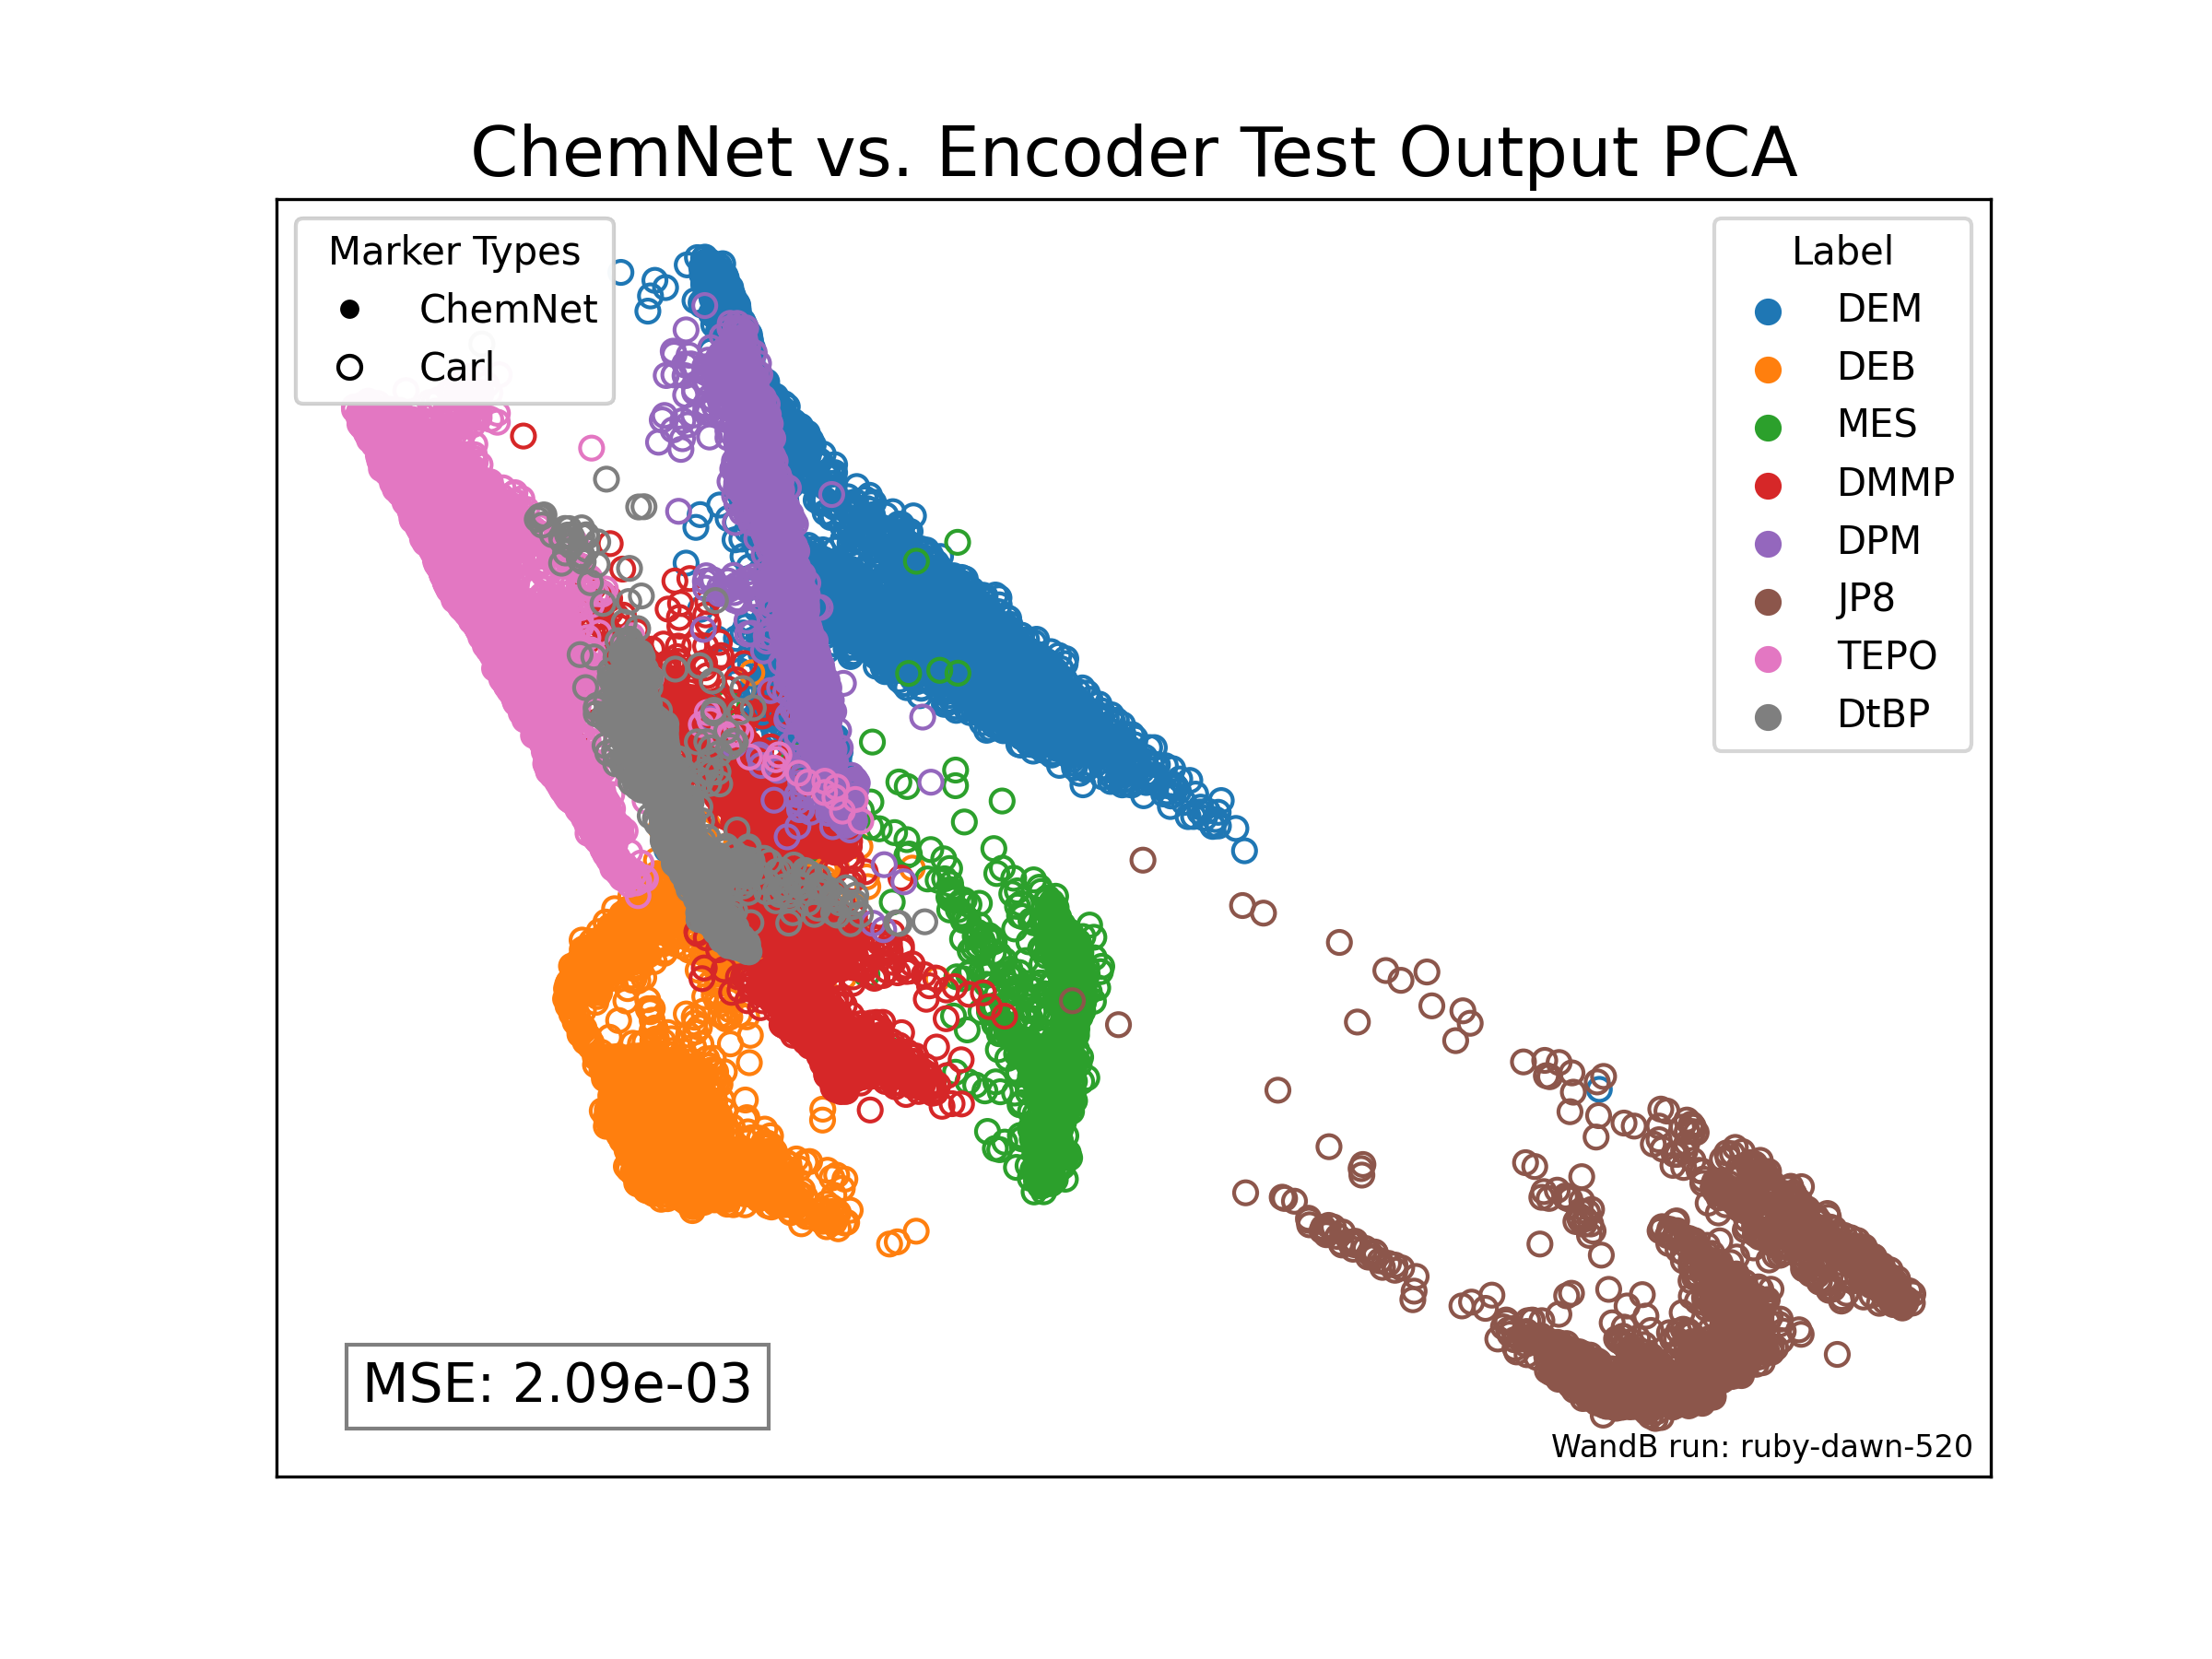 ChemNet vs. Encoder Test Output PCA
Marker Types
ChemNet
Carl
Label
DEM
DEB
MES
DMMP
DPM
JP8
TEPO
DtBP
MSE: 2.09e-03
WandB run: ruby-dawn-520